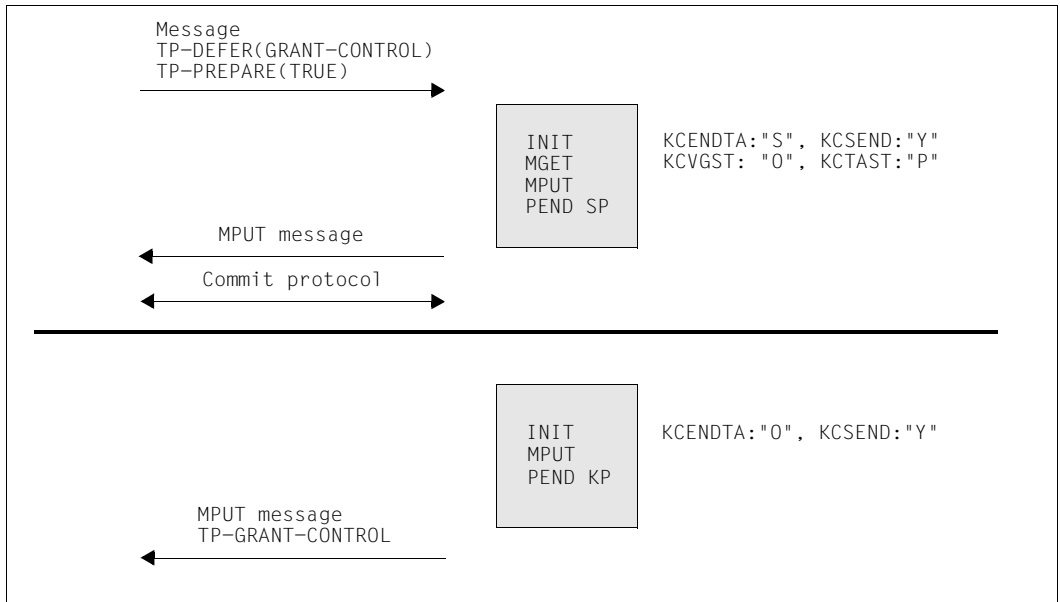 Message
TP-DEFER(GRANT-CONTROL)
TP-PREPARE(TRUE)
INIT
MGET
MPUT
PEND SP
KCENDTA:"S", KCSEND:"Y"
KCVGST: "O", KCTAST:"P"
MPUT message
Commit protocol
INIT
MPUT
PEND KP
KCENDTA:"O", KCSEND:"Y"
MPUT message
TP-GRANT-CONTROL